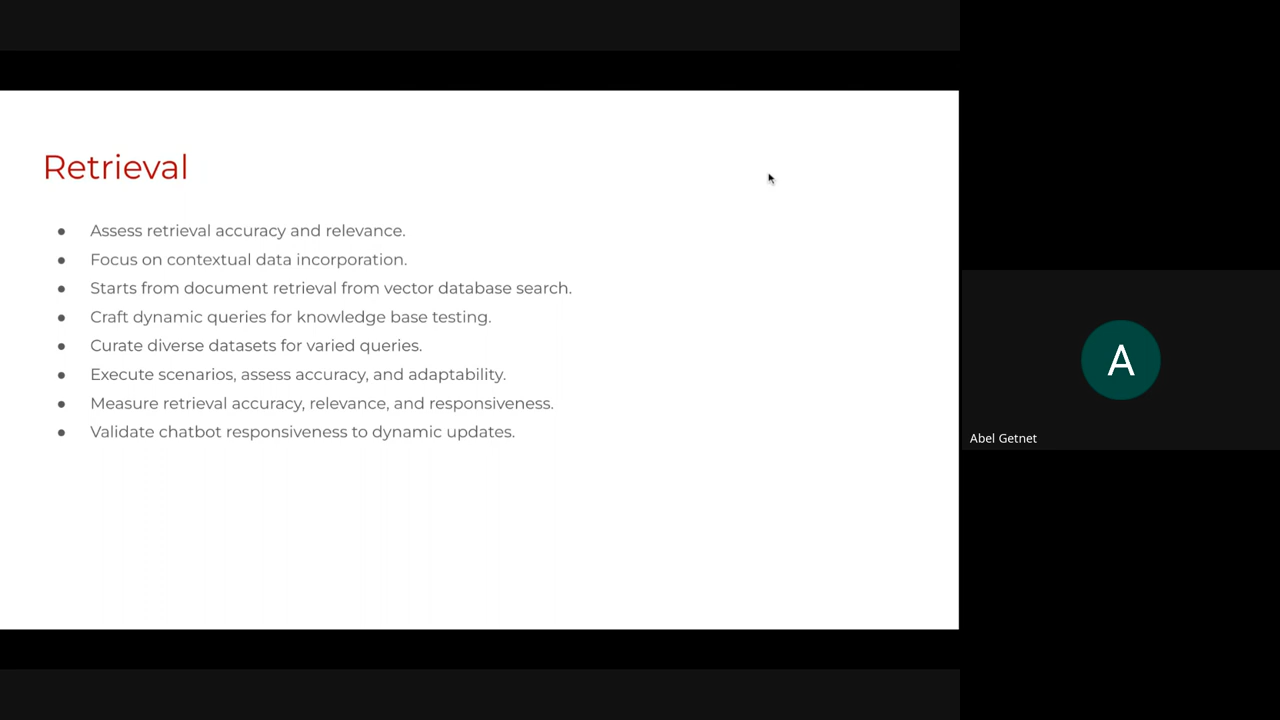 Retrieval
● Assess retrieval accuracy and relevance.
● Focus on contextual data incorporation.
● Starts from document retrieval from vector database search.
● Craft dynamic queries for knowledge base testing.
● Curate diverse datasets for varied queries.
● Execute scenarios, assess accuracy, and adaptability.
● Measure retrieval accuracy, relevance, and responsiveness.
● Validate chatbot responsiveness to dynamic updates.
A
Abel Getnet